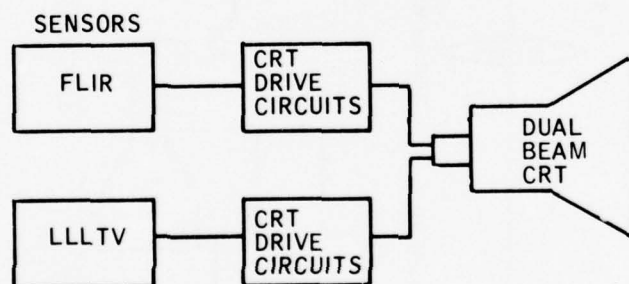 SENSORS
FLIR
CRT
DRIVE
CIRCUITS
DUAL
BEAM
CRT
LLLTV
CRT
DRIVE
CIRCUITS